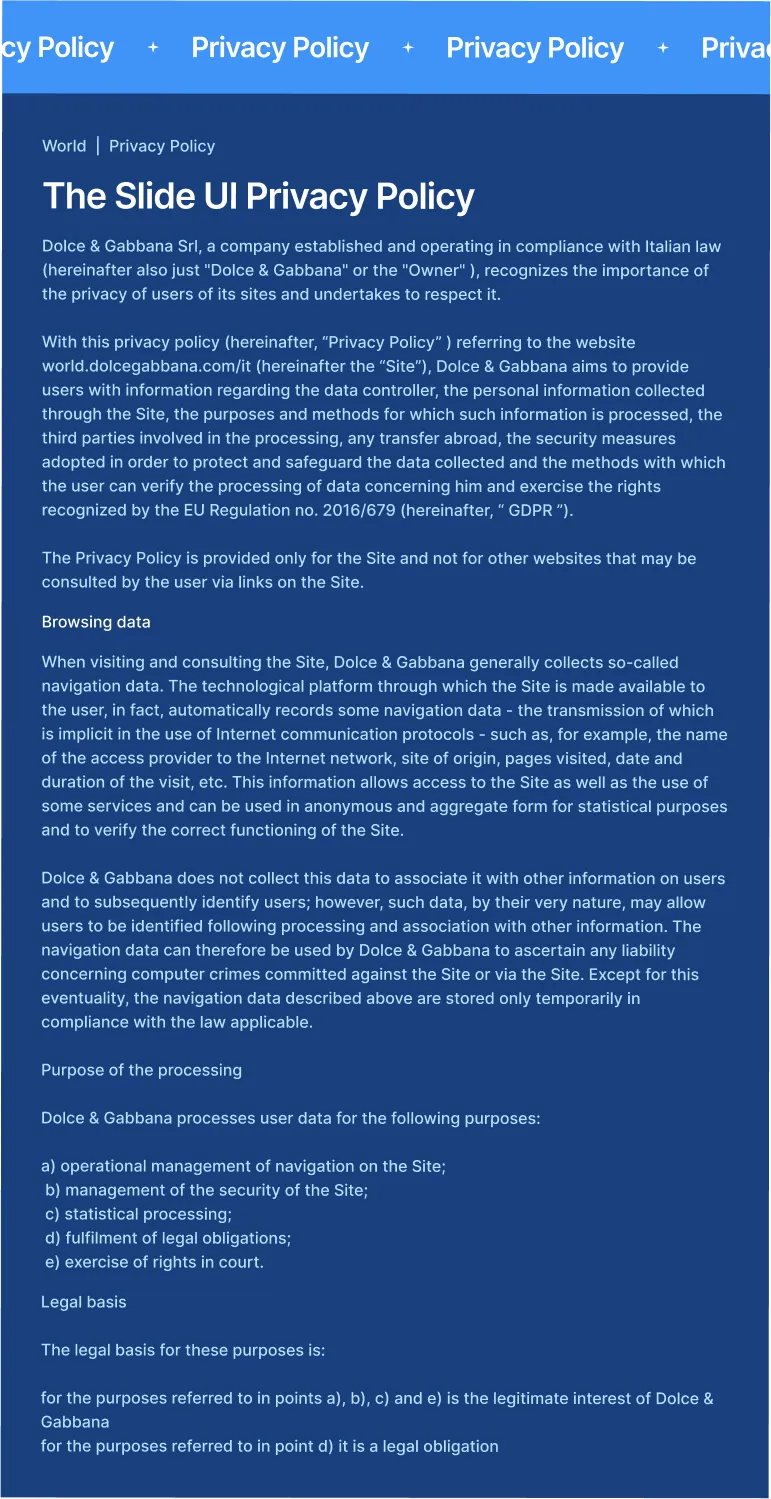 cy Policy + Privacy Policy + Privacy Policy + Privac
World | Privacy Policy
The Slide UI Privacy Policy
Dolce & Gabbana Srl, a company established and operating in compliance with Italian law
(hereinafter also just "Dolce & Gabbana" or the "Owner" ), recognizes the importance of
the privacy of users of its sites and undertakes to respect it.
With this privacy policy (hereinafter, “Privacy Policy” ) referring to the website
world.dolcegabbana.com/it (hereinafter the “Site”), Dolce & Gabbana aims to provide
users with information regarding the data controller, the personal information collected
through the Site, the purposes and methods for which such information is processed, the
third parties involved in the processing, any transfer abroad, the security measures
adopted in order to protect and safeguard the data collected and the methods with which
the user can verify the processing of data concerning him and exercise the rights
recognized by the EU Regulation no. 2016/679 (hereinafter, “ GDPR ”).
The Privacy Policy is provided only for the Site and not for other websites that may be
consulted by the user via links on the Site.
Browsing data
When visiting and consulting the Site, Dolce & Gabbana generally collects so-called
navigation data. The technological platform through which the Site is made available to
the user, in fact, automatically records some navigation data - the transmission of which
is implicit in the use of Internet communication protocols - such as, for example, the name
of the access provider to the Internet network, site of origin, pages visited, date and
duration of the visit, etc. This information allows access to the Site as well as the use of
some services and can be used in anonymous and aggregate form for statistical purposes
and to verify the correct functioning of the Site.
Dolce & Gabbana does not collect this data to associate it with other information on users
and to subsequently identify users; however, such data, by their very nature, may allow
users to be identified following processing and association with other information. The
navigation data can therefore be used by Dolce & Gabbana to ascertain any liability
concerning computer crimes committed against the Site or via the Site. Except for this
eventuality, the navigation data described above are stored only temporarily in
compliance with the law applicable.
Purpose of the processing
Dolce & Gabbana processes user data for the following purposes:
a) operational management of navigation on the Site;
b) management of the security of the Site;
c) statistical processing;
d) fulfilment of legal obligations;
e) exercise of rights in court.
Legal basis
The legal basis for these purposes is:
for the purposes referred to in points a), b), c) and e) is the legitimate interest of Dolce &
Gabbana
for the purposes referred to in point d) it is a legal obligation